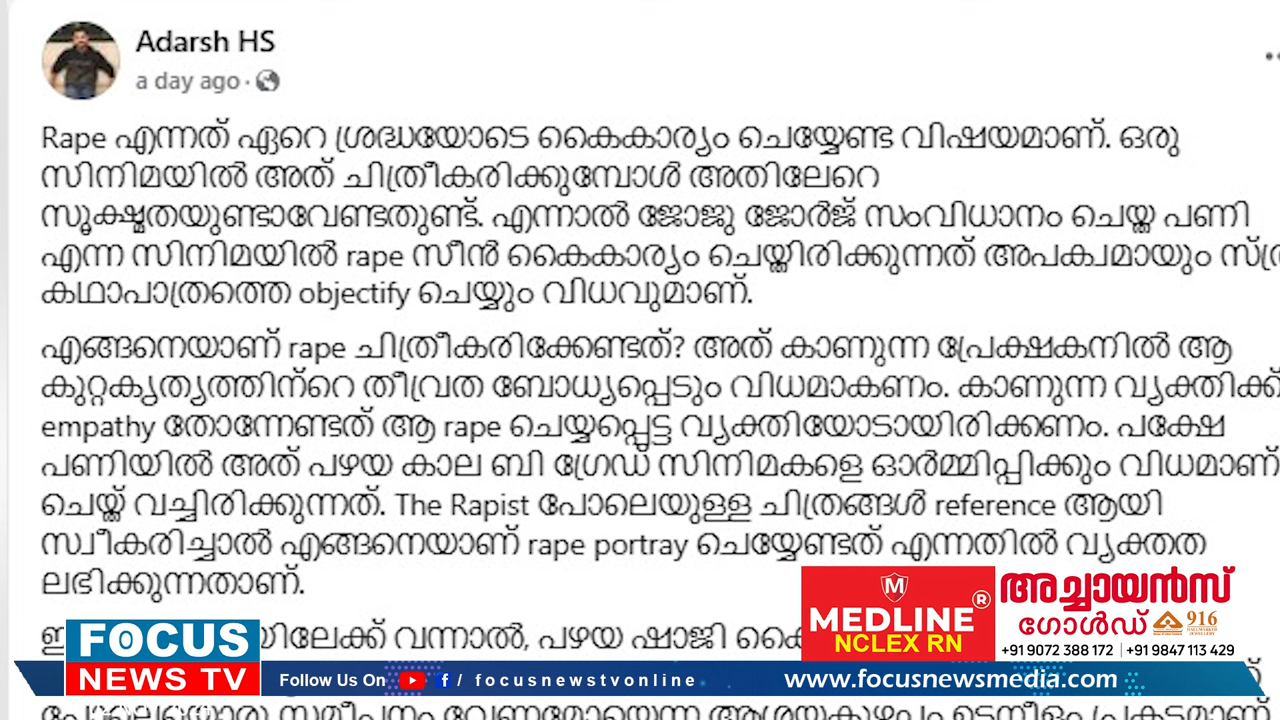 Adarsh HS
a day ago ·
Rape എന്നത് ഏറെ ശ്രദ്ധയോടെ കൈകാര്യം ചെയ്യേണ്ട വിഷയമാണ്. ഒരു
സിനിമയിൽ അത് ചിത്രീകരിക്കുമ്പോൾ അതിലേറെ
സൂക്ഷ്മതയുണ്ടാവേണ്ടതുണ്ട്. എന്നാൽ ജോജു ജോർജ് സംവിധാനം ചെയ്ത പണി
എന്ന സിനിമയിൽ rape സീൻ കൈകാര്യം ചെയ്തിരിക്കുന്നത് അപക്വമായും
കഥാപാത്രത്തെ objectify ചെയ്യും വിധവുമാണ്.
എങ്ങനെയാണ് rape ചിത്രീകരിക്കേണ്ടത്? അത് കാണുന്ന പ്രേക്ഷകനിൽ ആ
കുറ്റകൃത്യത്തിന്റെ തീവ്രത ബോധ്യപ്പെടും വിധമാകണം. കാണുന്ന വ്യക്തിക്ക്
empathy തോന്നേണ്ടത് ആ rape ചെയ്യപ്പെട്ട വ്യക്തിയോടായിരിക്കണം. പക്ഷേ
പണിയിൽ അത് പഴയ കാല ബി ഗ്രേഡ് സിനിമകളെ ഓർമ്മിപ്പിക്കും വിധമാണ്
ചെയ്ത് വച്ചിരിക്കുന്നത്. The Rapist പോലെയുള്ള ചിത്രങ്ങൾ reference ആയി
സ്വീകരിച്ചാൽ എങ്ങനെയാണ് rape portray ചെയ്യേണ്ടത് എന്നതിൽ വ്യക്തത
ലഭിക്കുന്നതാണ്.
വന്നാൽ, പഴയ ഷാജി
MEDLINE ®
NCLEX RN
അച്ചായൻസ്
ഗോൾഡ് 916
+91 9072 388 172 | +91 9847 113 429
FOCUS
NEWS TV
Follow Us On f / focusnewstvonline
www.focusnewsmedia.com